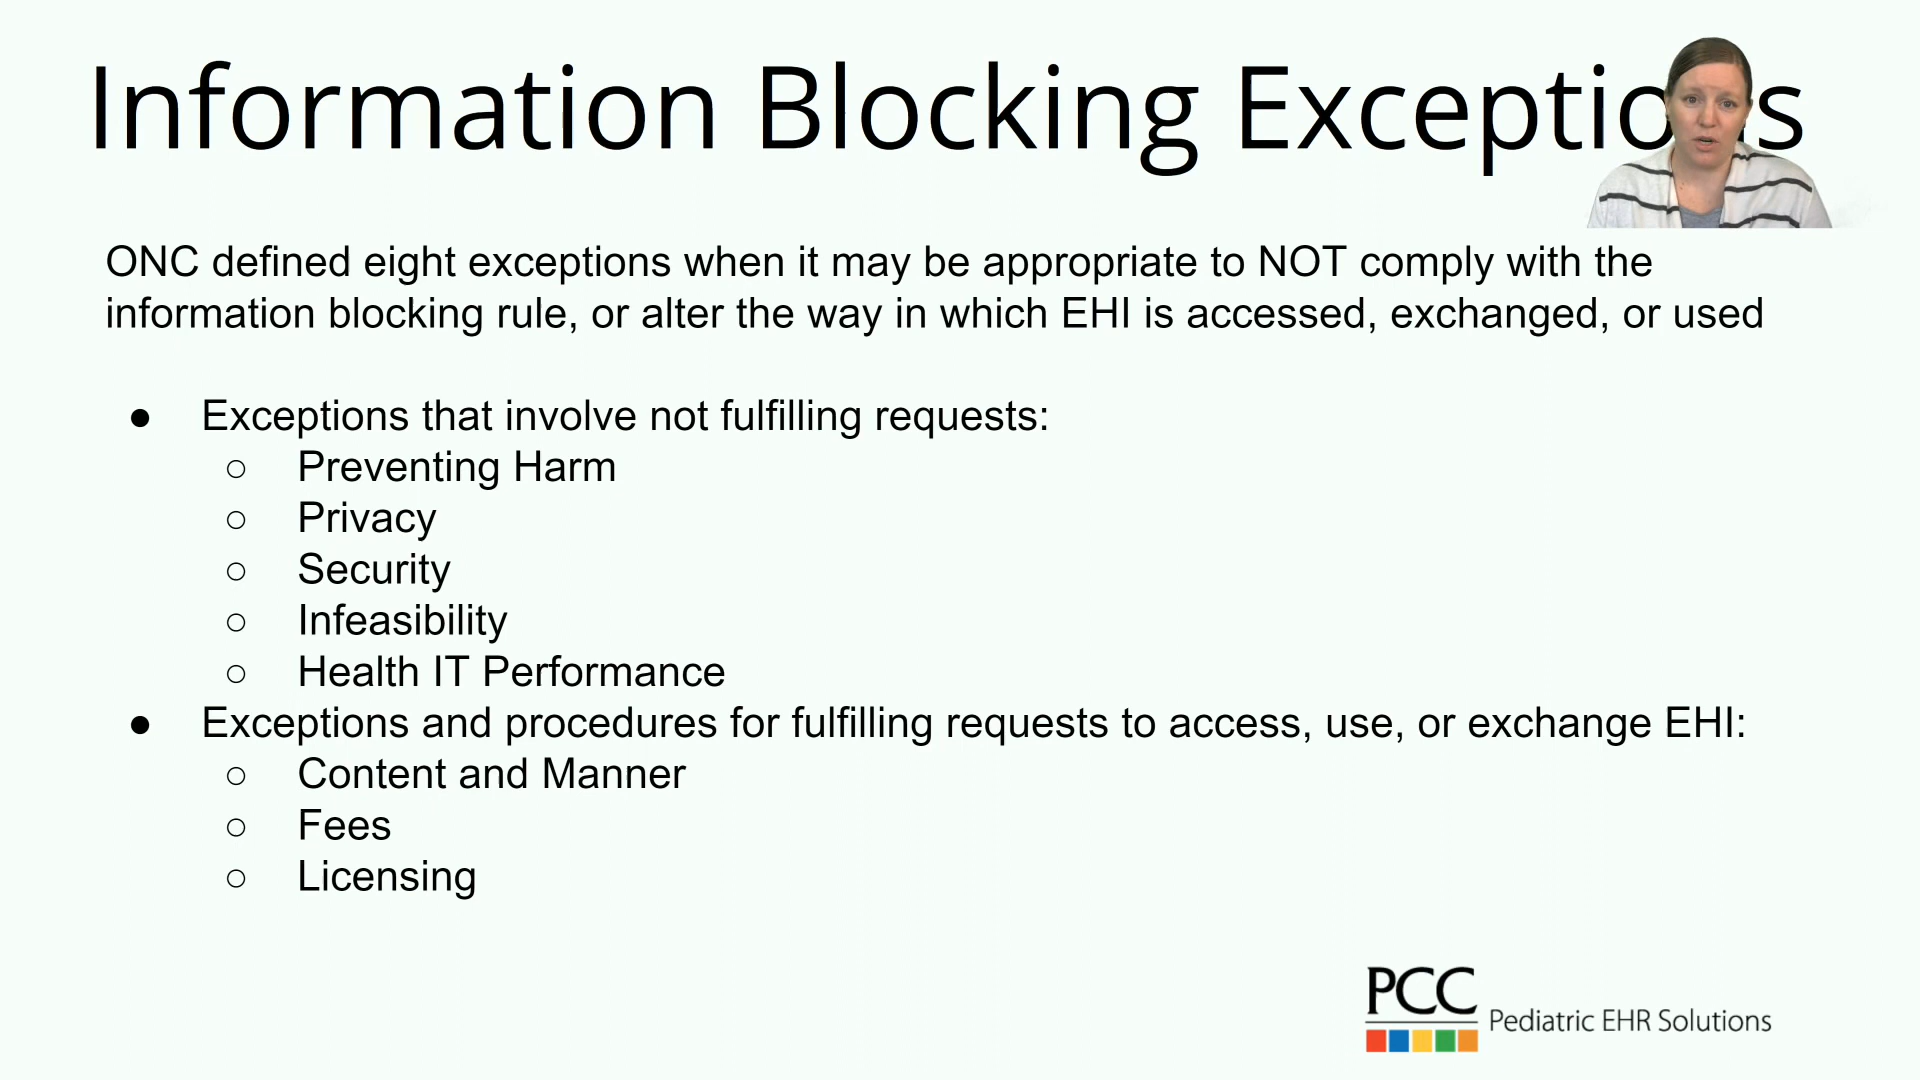 Information Blocking Exceptions
ONC defined eight exceptions when it may be appropriate to NOT comply with the
information blocking rule, or alter the way in which EHI is accessed, exchanged, or used
● Exceptions that involve not fulfilling requests:
○ Preventing Harm
○ Privacy
○ Security
○ Infeasibility
○ Health IT Performance
● Exceptions and procedures for fulfilling requests to access, use, or exchange EHI:
○ Content and Manner
○ Fees
○ Licensing
PCC Pediatric EHR Solutions